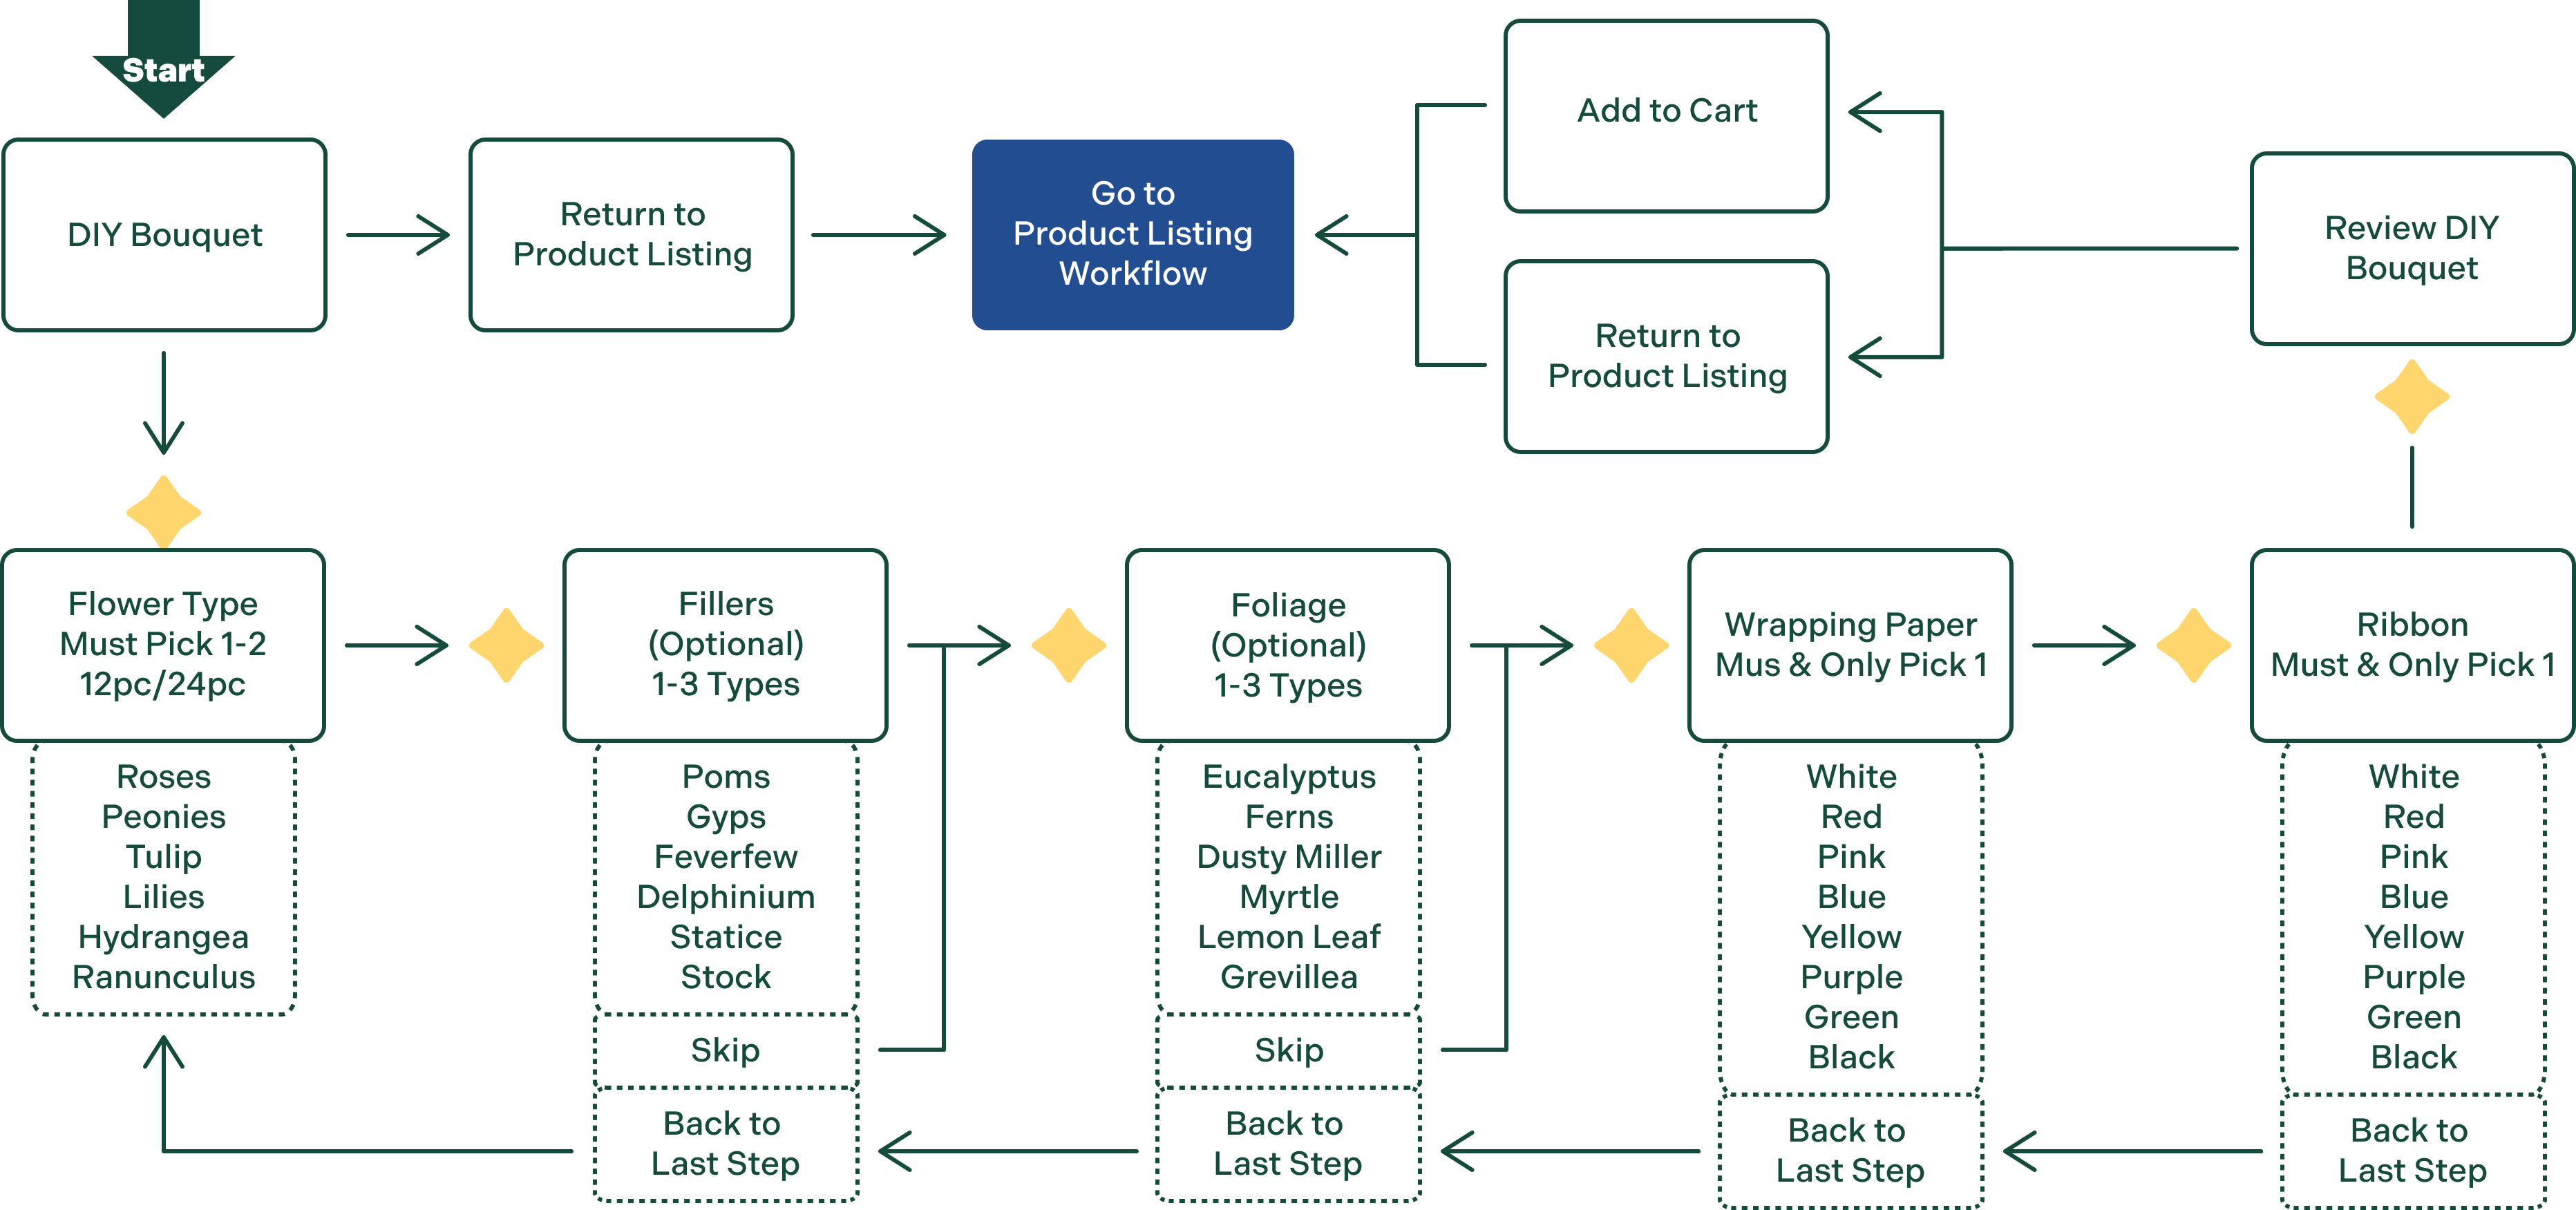 Start
DIY Bouquet
Return to
Product Listing
Go to
Product Listing
Workflow
Add to Cart
Return to
Product Listing
Review DIY
Bouquet
Flower Type
Must Pick 1-2
12pc/24pc
Roses
Peonies
Tulip
Lilies
Hydrangea
Ranunculus
Fillers
(Optional)
1-3 Types
Poms
Gyps
Feverfew
Delphinium
Statice
Stock
Skip
Back to
Last Step
Foliage
(Optional)
1-3 Types
Eucalyptus
Ferns
Dusty Miller
Myrtle
Lemon Leaf
Grevillea
Skip
Back to
Last Step
Wrapping Paper
Mus & Only Pick 1
White
Red
Pink
Blue
Yellow
Purple
Green
Black
Back to
Last Step
Ribbon
Must & Only Pick 1
White
Red
Pink
Blue
Yellow
Purple
Green
Black
Back to
Last Step